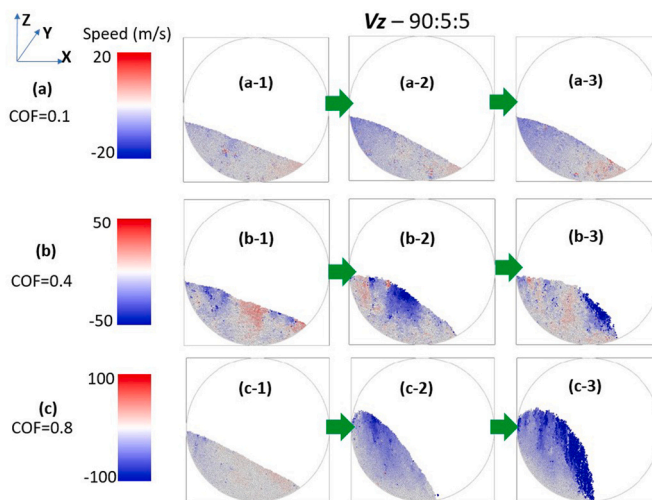 Vz – 90:5:5
Z
Y
X
Speed (m/s)
(a)
COF=0.1
20
-20
(a-1)
(a-2)
(a-3)
(b)
COF=0.4
50
-50
(b-1)
(b-2)
(b-3)
(c)
COF=0.8
100
-100
(c-1)
(c-2)
(c-3)